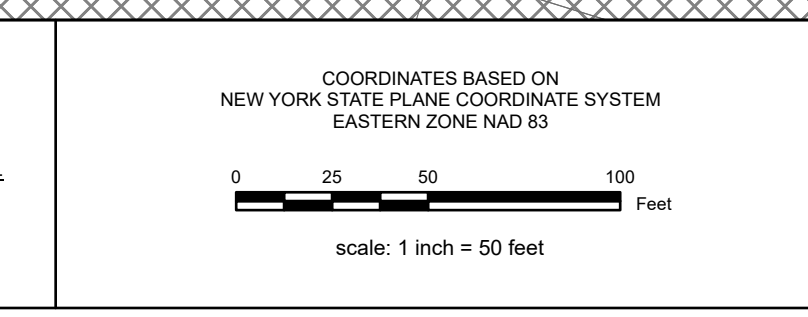 COORDINATES BASED ON
NEW YORK STATE PLANE COORDINATE SYSTEM
EASTERN ZONE NAD 83
0 25 50 100
Feet
scale: 1 inch = 50 feet